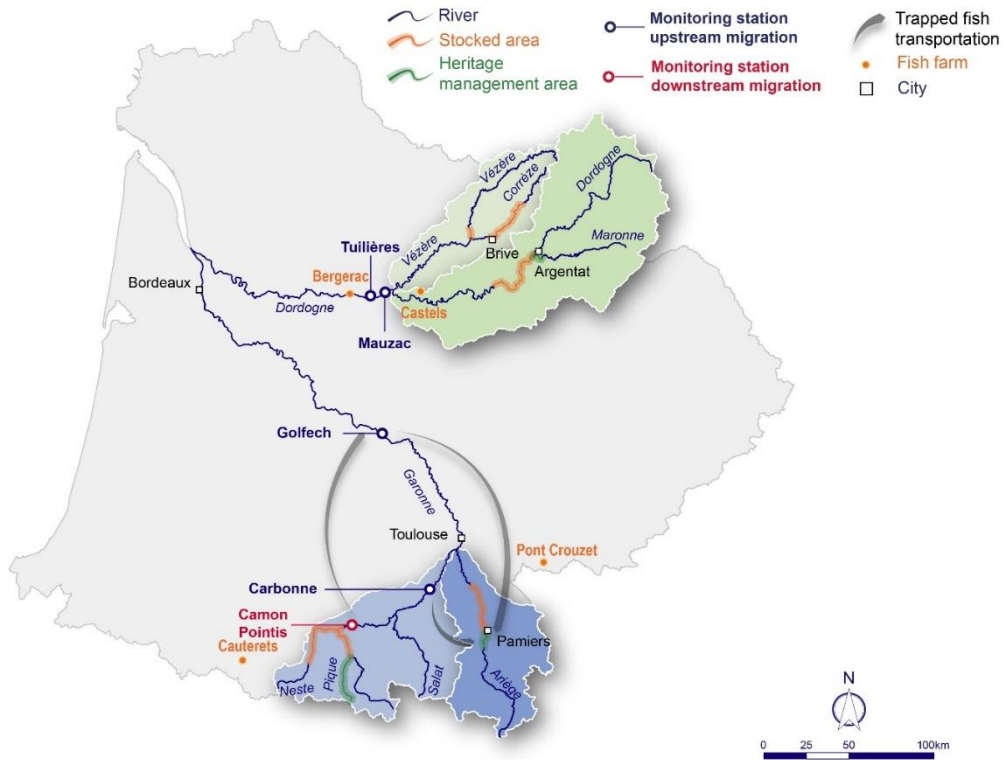 River
Stocked area
Heritage
management area
Monitoring station
upstream migration
Monitoring station
downstream migration
Trapped fish
transportation
Fish farm
City
Vézère
Corrèze
Dordogne
Maronne
Vézère
Brive
Argentat
Tuilières
Bergerac
Bordeaux
Dordogne
Castels
Mauzac
Golfech
Garonne
Toulouse
Pont Crouzet
Carbonne
Camon
Pointis
Cauterets
Pamiers
Neste
Pique
Salat
Ariège
N
0 25 50 100km